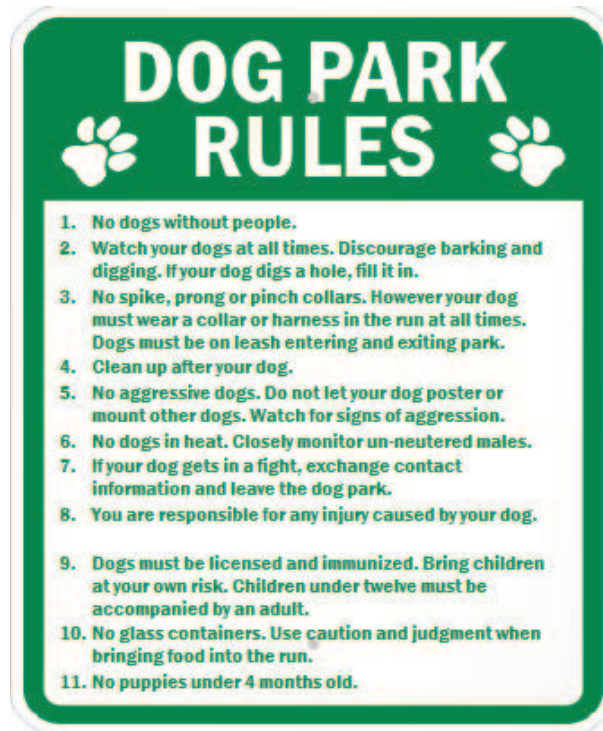 DOG PARK
RULES
1. No dogs without people.
2. Watch your dogs at all times. Discourage barking and
digging. If your dog digs a hole, fill it in.
3. No spike, prong or pinch collars. However your dog
must wear a collar or harness in the run at all times.
Dogs must be on leash entering and exiting park.
4. Clean up after your dog.
5. No aggressive dogs. Do not let your dog poster or
mount other dogs. Watch for signs of aggression.
6. No dogs in heat. Closely monitor un-neutered males.
7. If your dog gets in a fight, exchange contact
information and leave the dog park.
8. You are responsible for any injury caused by your dog.
9. Dogs must be licensed and immunized. Bring children
at your own risk. Children under twelve must be
accompanied by an adult.
10. No glass containers. Use caution and judgment when
bringing food into the run.
11. No puppies under 4 months old.